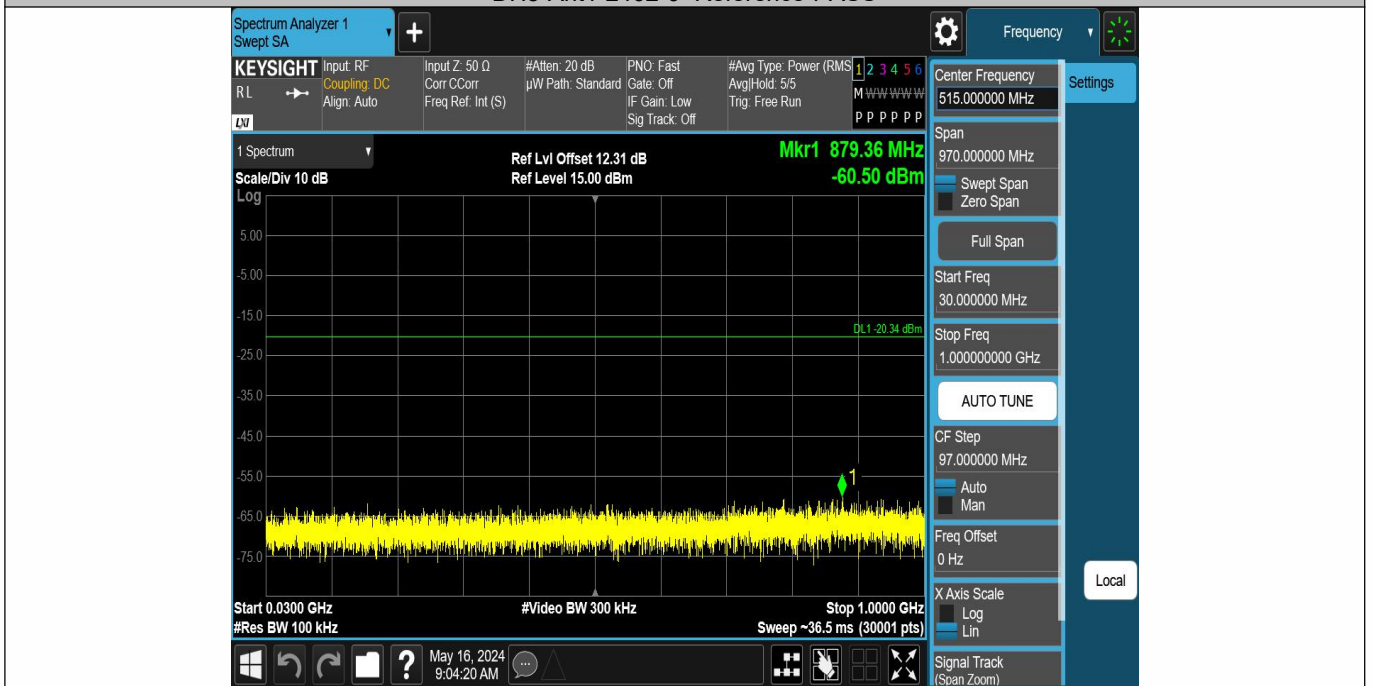 Spectrum Analyzer 1
Swept SA
+
Frequency
KEYSIGHT
RL
LXI
Input: RF
Coupling: DC
Align: Auto
Input Z: 50 Ω
Corr CCorr
Freq Ref: Int (S)
#Atten: 20 dB
µW Path: Standard
PNO: Fast
Gate: Off
IF Gain: Low
Sig Track: Off
#Avg Type: Power (RMS
Avg|Hold: 5/5
Trig: Free Run
1 2 3 4 5 6
M W W W W W
P P P P P P
1 Spectrum
Scale/Div 10 dB
Log
Ref Lvl Offset 12.31 dB
Ref Level 15.00 dBm
Mkr1 879.36 MHz
-60.50 dBm
5.00
-5.00
-15.0
DL1 -20.34 dBm
-25.0
-35.0
-45.0
-55.0
1
-65.0
-75.0
Start 0.0300 GHz
#Res BW 100 kHz
#Video BW 300 kHz
Stop 1.0000 GHz
Sweep ~36.5 ms (30001 pts)
Center Frequency
515.000000 MHz
Settings
Span
970.000000 MHz
Swept Span
Zero Span
Full Span
Start Freq
30.000000 MHz
Stop Freq
1.000000000 GHz
AUTO TUNE
CF Step
97.000000 MHz
Auto
Man
Freq Offset
0 Hz
X Axis Scale
Log
Lin
Local
Signal Track
(Span Zoom)
?
May 16, 2024
9:04:20 AM